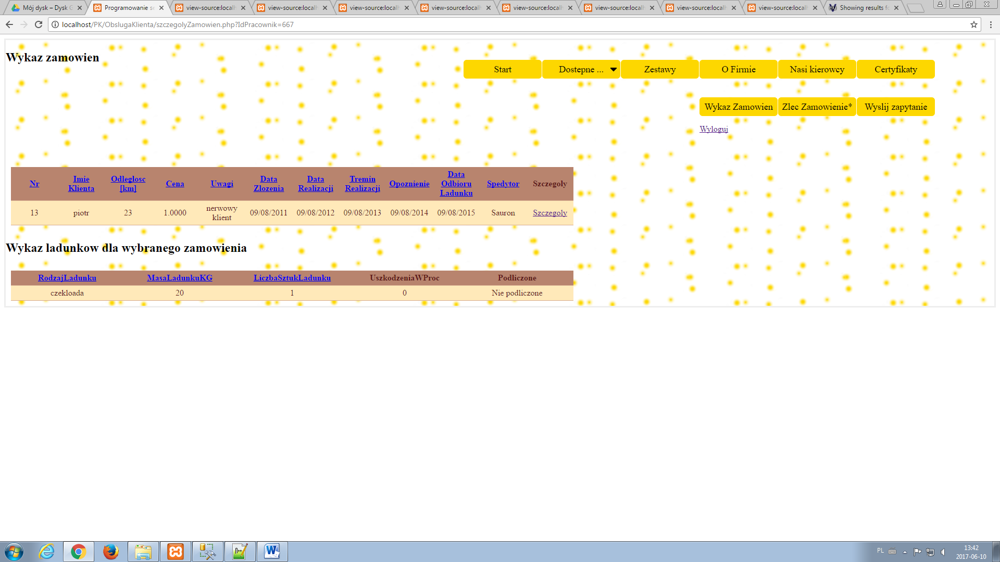 Mój dysk – Dysk G
Programowanie se
view-source:localh
view-source:localh
view-source:localh
view-source:localh
view-source:localh
view-source:localh
view-source:localh
view-source:localh
Showing results fo
localhost/PK/ObslugaKlienta/szczegolyZamowien.php?IdPracownik=667
Wykaz zamowien
Start Dostepne ... Zestawy O Firmie Nasi kierowcy Certyfikaty
Wykaz Zamowien Zlec Zamowienie* Wyslij zapytanie
Wyloguj
Nr Imie Klienta Odleglosc [km] Cena Uwagi Data Zlozenia Data Realizacji Tremin Realizacji Opoznienie Data Odbioru Ladunku Spedytor Szczegoly
13 piotr 23 1.0000 nerwowy klient 09/08/2011 09/08/2012 09/08/2013 09/08/2014 09/08/2015 Sauron Szczegoly
Wykaz ladunkow dla wybranego zamowienia
RodzajLadunku MasaLadunkuKG LiczbaSztukLadunku UszkodzeniaWProc Podliczone
czekloada 20 1 0 Nie podliczone
PL
13:42
2017-06-10